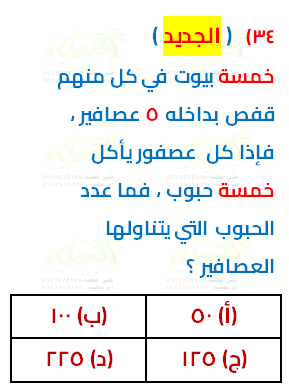 (٣٤ ( الجديد )
خمسة بيوت في كل منهم
قفص بداخله ٥ عصافير ،
فإذا كل عصفور يأكل
خمسة حبوب ، فما عدد
الحبوب التي يتناولها
العصافير ؟
(أ) ٥٠
(ب) ١٠٠
(ج) ١٢٥
(د) ٢٢٥